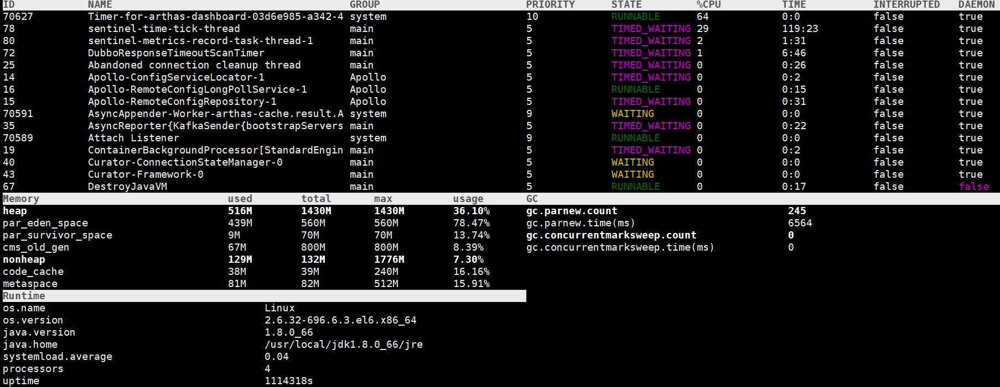 ID NAME GROUP PRIORITY STATE %CPU TIME INTERRUPTED DAEMON
70627 Timer-for-arthas-dashboard-03d6e985-a342-4 system 10 RUNNABLE 64 0:0 false true
78 sentinel-time-tick-thread main 5 TIMED_WAITING 29 119:23 false true
80 sentinel-metrics-record-task-thread-1 main 5 TIMED_WAITING 2 1:31 false true
72 DubboResponseTimeoutScanTimer main 5 TIMED_WAITING 1 6:46 false true
25 Abandoned connection cleanup thread main 5 TIMED_WAITING 0 0:26 false true
14 Apollo-ConfigServiceLocator-1 Apollo 5 TIMED_WAITING 0 0:2 false true
16 Apollo-RemoteConfigLongPollService-1 Apollo 5 RUNNABLE 0 0:15 false true
15 Apollo-RemoteConfigRepository-1 Apollo 5 TIMED_WAITING 0 0:31 false true
70591 AsyncAppender-Worker-arthas-cache.result.A system 9 WAITING 0 0:0 false true
35 AsyncReporter{KafkaSender{bootstrapServers main 5 TIMED_WAITING 0 0:22 false true
70589 Attach Listener system 9 RUNNABLE 0 0:0 false true
19 ContainerBackgroundProcessor[StandardEngin main 5 TIMED_WAITING 0 0:2 false true
40 Curator-ConnectionStateManager-0 main 5 WAITING 0 0:0 false true
43 Curator-Framework-0 main 5 WAITING 0 0:0 false true
67 DestroyJavaVM main 5 RUNNABLE 0 0:17 false false
Memory used total max usage GC
heap 516M 1430M 1430M 36.10% gc.parnew.count 245
par_eden_space 439M 560M 560M 78.47% gc.parnew.time(ms) 6564
par_survivor_space 9M 70M 70M 13.74% gc.concurrentmarksweep.count 0
cms_old_gen 67M 800M 800M 8.39% gc.concurrentmarksweep.time(ms) 0
nonheap 129M 132M 1776M 7.30%
code_cache 38M 39M 240M 16.16%
metaspace 81M 82M 512M 15.91%
Runtime
os.name Linux
os.version 2.6.32-696.6.3.el6.x86_64
java.version 1.8.0_66
java.home /usr/local/jdk1.8.0_66/jre
systemload.average 0.04
processors 4
uptime 1114318s